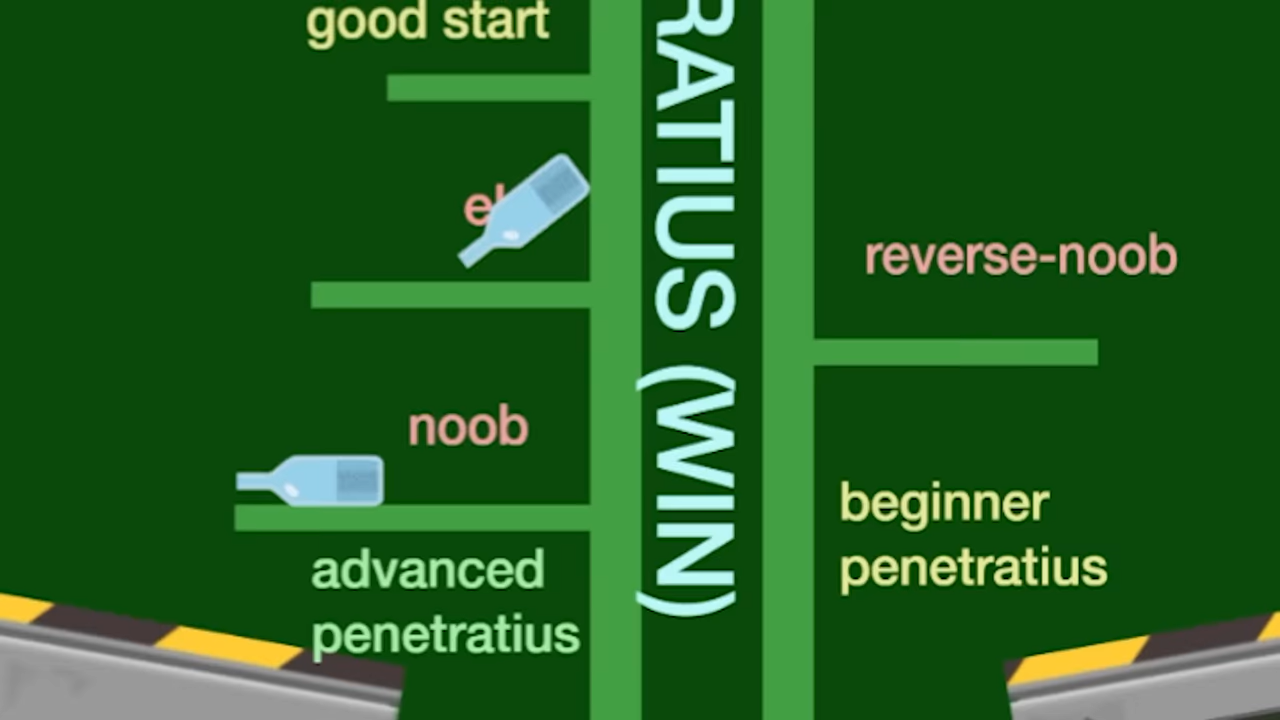 good start
RATIUS (WIN)
reverse-noob
noob
beginner
penetratius
advanced
penetratius